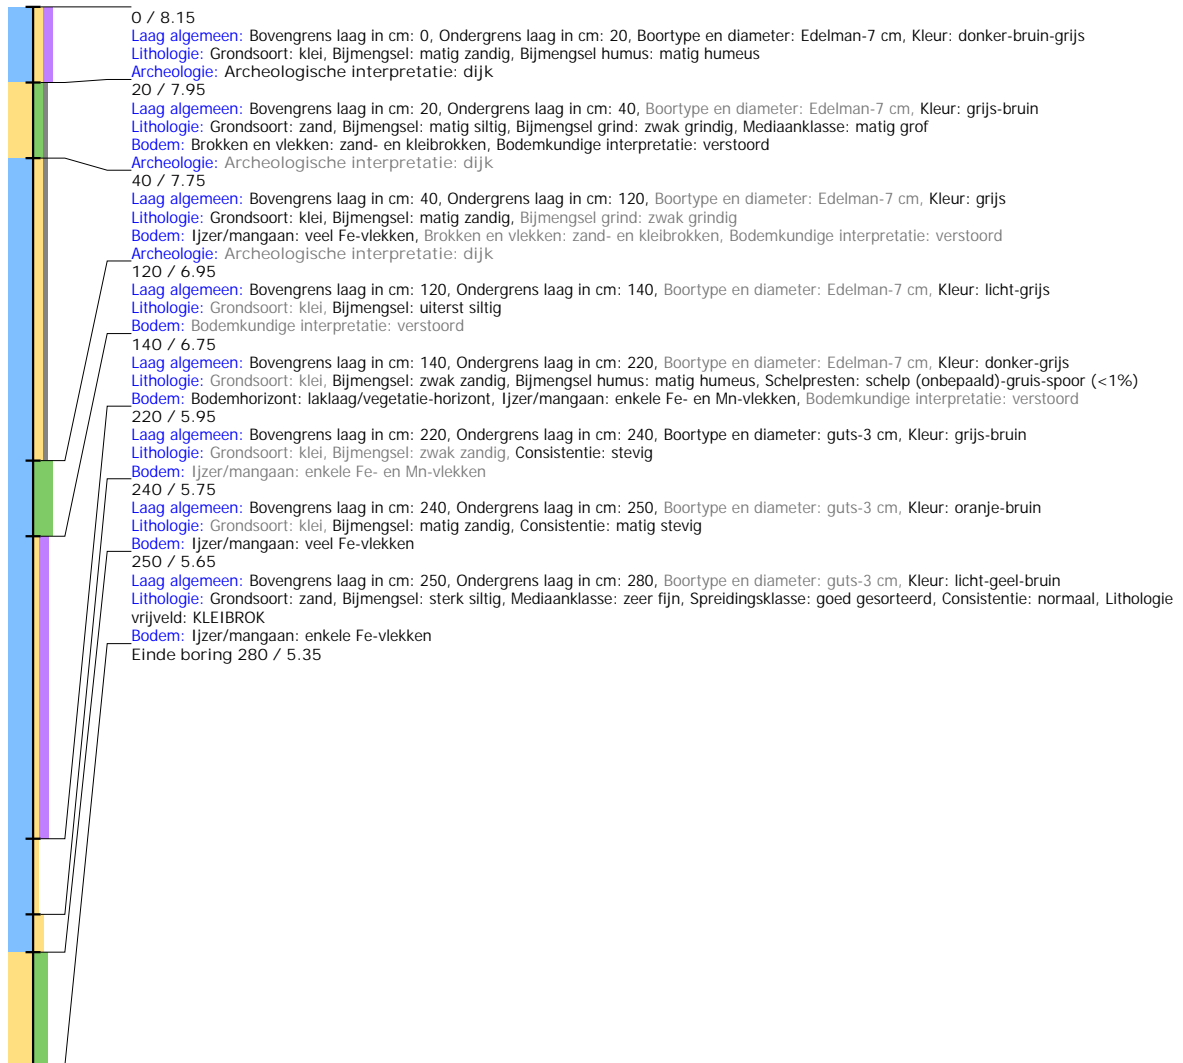 0 / 8.15
Laag algemeen: Bovengrens laag in cm: 0, Ondergrens laag in cm: 20, Boortype en diameter: Edelman-7 cm, Kleur: donker-bruin-grijs
Lithologie: Grondsoort: klei, Bijmengsel: matig zandig, Bijmengsel humus: matig humeus
Archeologie: Archeologische interpretatie: dijk
20 / 7.95
Laag algemeen: Bovengrens laag in cm: 20, Ondergrens laag in cm: 40, Boortype en diameter: Edelman-7 cm, Kleur: grijs-bruin
Lithologie: Grondsoort: zand, Bijmengsel: matig siltig, Bijmengsel grind: zwak grindig, Mediaanklasse: matig grof
Bodem: Brokken en vlekken: zand- en kleibrokken, Bodemkundige interpretatie: verstoord
Archeologie: Archeologische interpretatie: dijk
40 / 7.75
Laag algemeen: Bovengrens laag in cm: 40, Ondergrens laag in cm: 120, Boortype en diameter: Edelman-7 cm, Kleur: grijs
Lithologie: Grondsoort: klei, Bijmengsel: matig zandig, Bijmengsel grind: zwak grindig
Bodem: Ijzer/mangaan: veel Fe-vlekken, Brokken en vlekken: zand- en kleibrokken, Bodemkundige interpretatie: verstoord
Archeologie: Archeologische interpretatie: dijk
120 / 6.95
Laag algemeen: Bovengrens laag in cm: 120, Ondergrens laag in cm: 140, Boortype en diameter: Edelman-7 cm, Kleur: licht-grijs
Lithologie: Grondsoort: klei, Bijmengsel: uiterst siltig
Bodem: Bodemkundige interpretatie: verstoord
140 / 6.75
Laag algemeen: Bovengrens laag in cm: 140, Ondergrens laag in cm: 220, Boortype en diameter: Edelman-7 cm, Kleur: donker-grijs
Lithologie: Grondsoort: klei, Bijmengsel: zwak zandig, Bijmengsel humus: matig humeus, Schelpresten: schelp (onbepaald)-gruis-spoor (<1%)
Bodem: Bodemhorizont: laklaag/vegetatie-horizont, Ijzer/mangaan: enkele Fe- en Mn-vlekken, Bodemkundige interpretatie: verstoord
220 / 5.95
Laag algemeen: Bovengrens laag in cm: 220, Ondergrens laag in cm: 240, Boortype en diameter: guts-3 cm, Kleur: grijs-bruin
Lithologie: Grondsoort: klei, Bijmengsel: zwak zandig, Consistentie: stevig
Bodem: Ijzer/mangaan: enkele Fe- en Mn-vlekken
240 / 5.75
Laag algemeen: Bovengrens laag in cm: 240, Ondergrens laag in cm: 250, Boortype en diameter: guts-3 cm, Kleur: oranje-bruin
Lithologie: Grondsoort: klei, Bijmengsel: matig zandig, Consistentie: matig stevig
Bodem: Ijzer/mangaan: veel Fe-vlekken
250 / 5.65
Laag algemeen: Bovengrens laag in cm: 250, Ondergrens laag in cm: 280, Boortype en diameter: guts-3 cm, Kleur: licht-geel-bruin
Lithologie: Grondsoort: zand, Bijmengsel: sterk siltig, Mediaanklasse: zeer fijn, Spreidingsklasse: goed gesorteerd, Consistentie: normaal, Lithologie
vrijveld: KLEIBROK
Bodem: Ijzer/mangaan: enkele Fe-vlekken
Einde boring 280 / 5.35